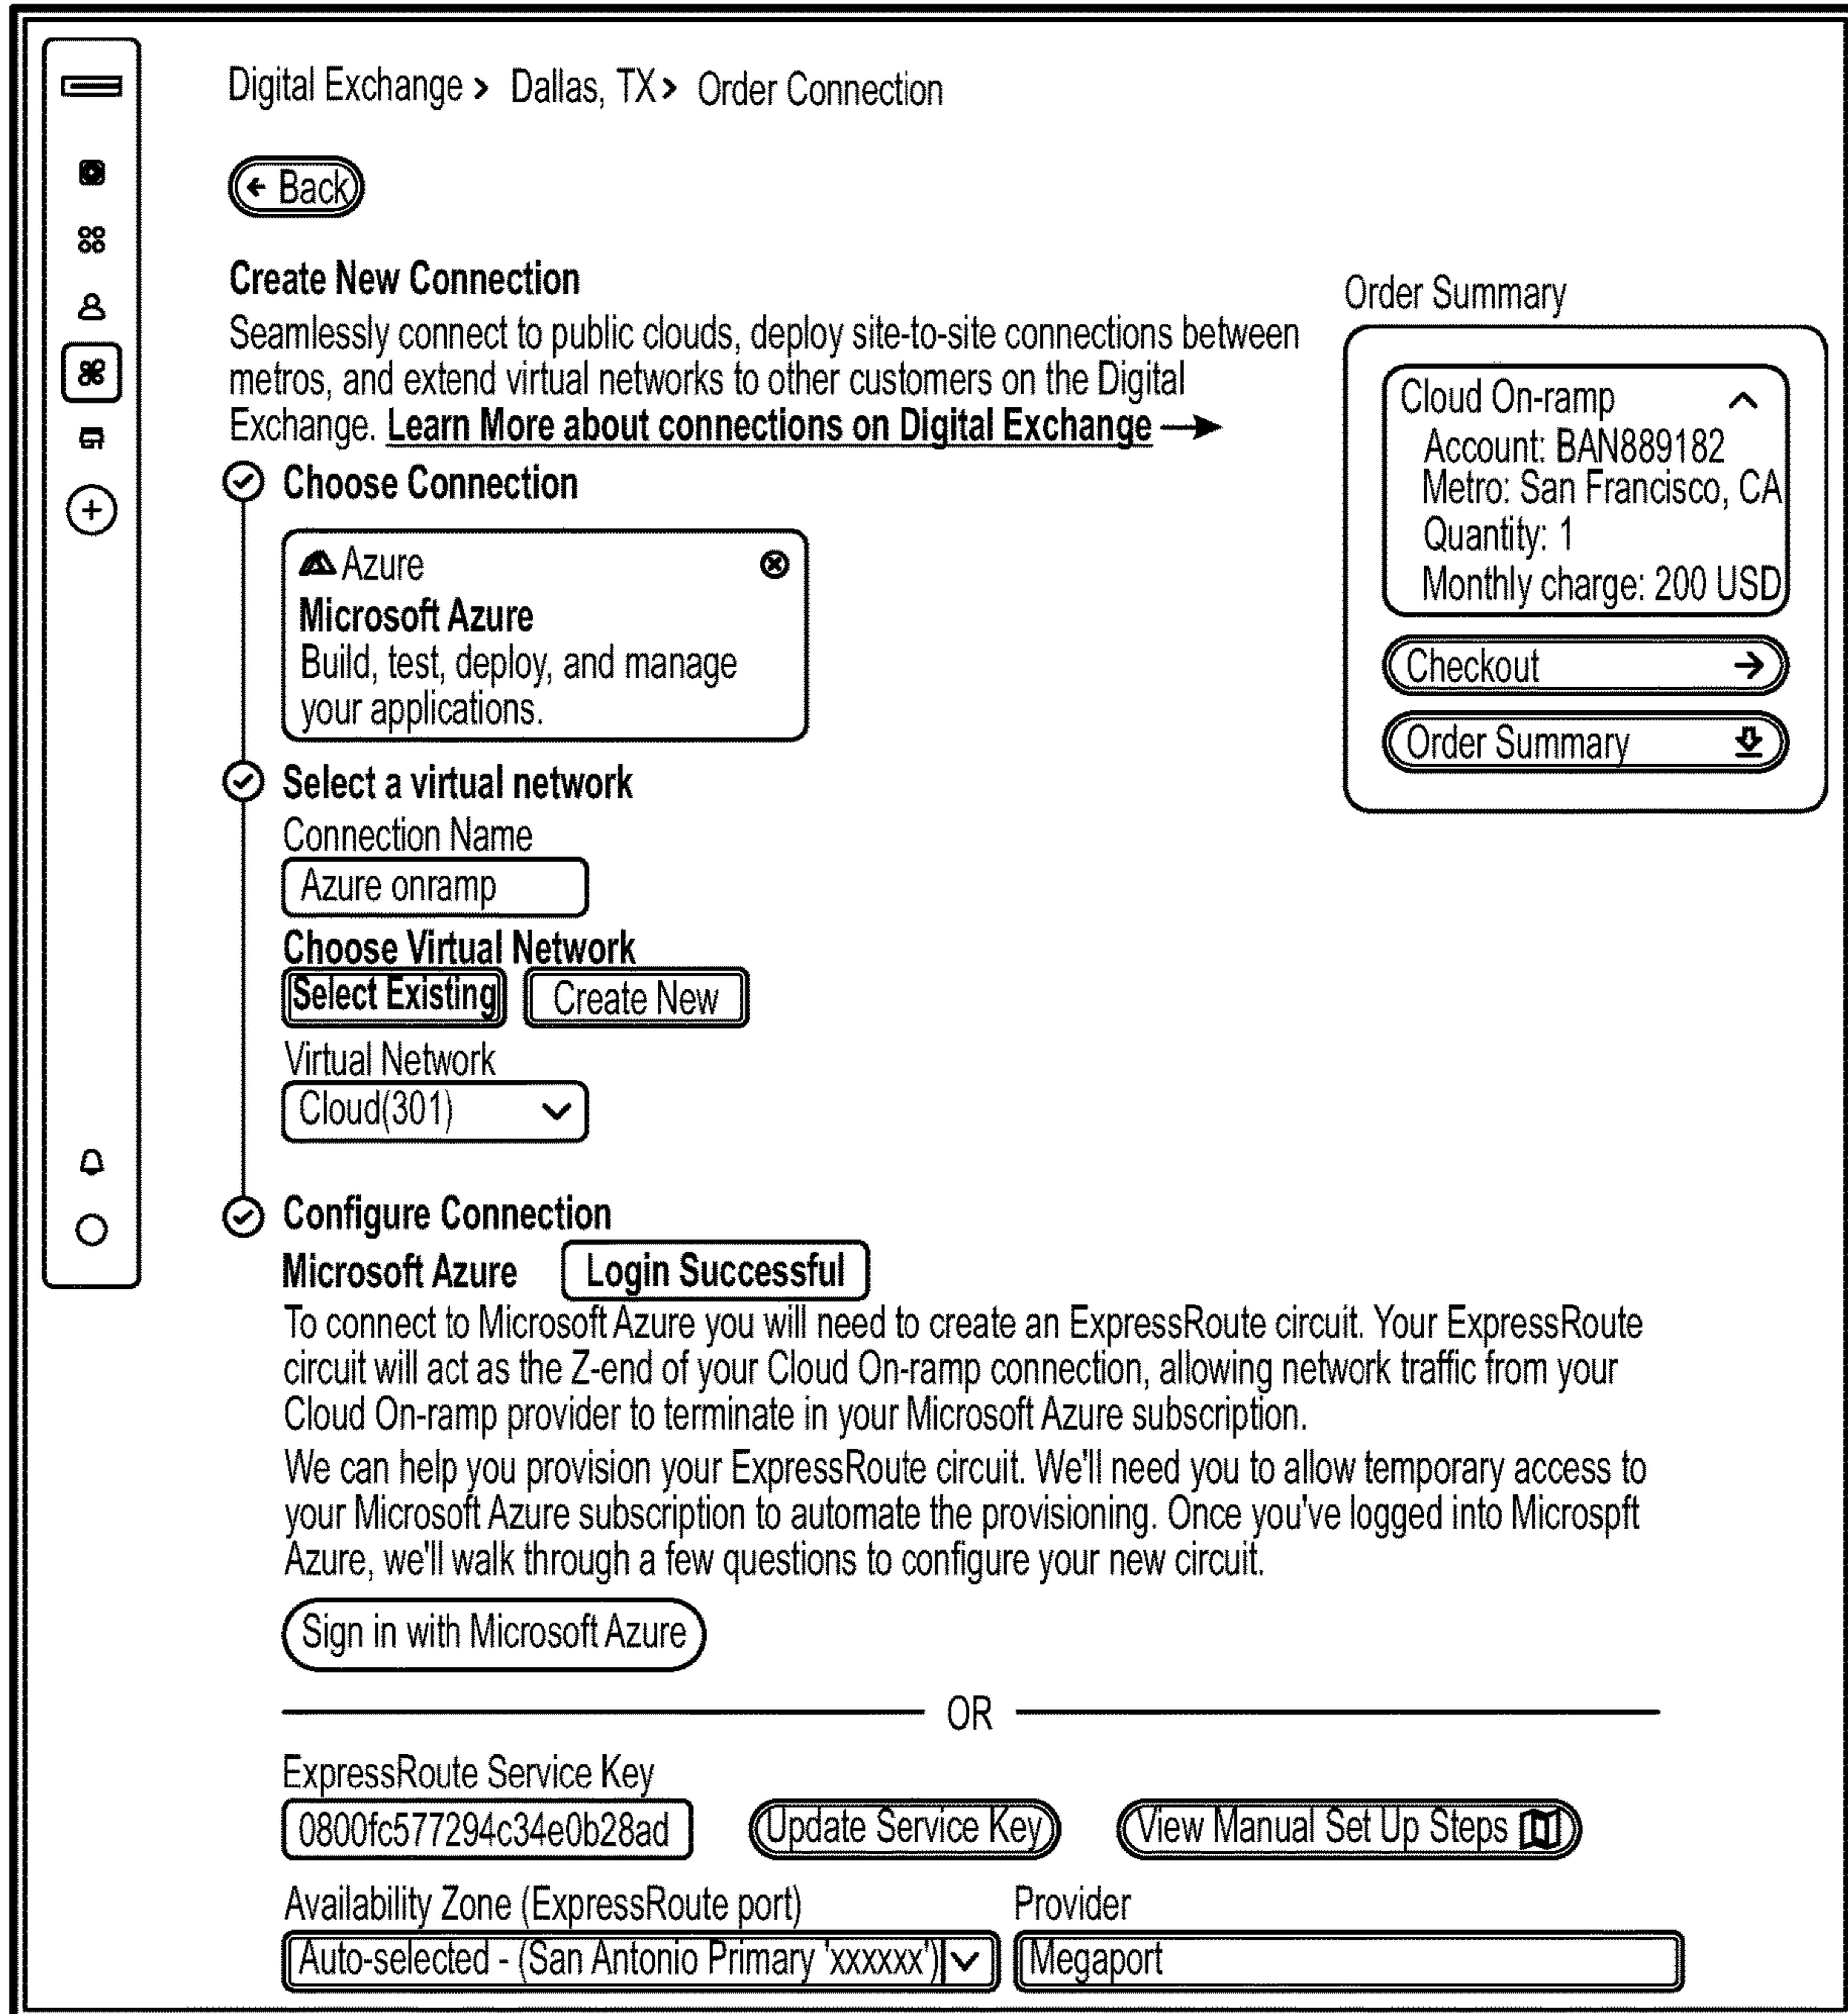 Digital Exchange > Dallas, TX > Order Connection
← Back
Create New Connection
Seamlessly connect to public clouds, deploy site-to-site connections between
metros, and extend virtual networks to other customers on the Digital
Exchange. Learn More about connections on Digital Exchange →
Choose Connection
Azure
Microsoft Azure
Build, test, deploy, and manage
your applications.
Select a virtual network
Connection Name
Azure onramp
Choose Virtual Network
Select Existing
Create New
Virtual Network
Cloud(301)
Configure Connection
Microsoft Azure
Login Successful
To connect to Microsoft Azure you will need to create an ExpressRoute circuit. Your ExpressRoute
circuit will act as the Z-end of your Cloud On-ramp connection, allowing network traffic from your
Cloud On-ramp provider to terminate in your Microsoft Azure subscription.
We can help you provision your ExpressRoute circuit. We'll need you to allow temporary access to
your Microsoft Azure subscription to automate the provisioning. Once you've logged into Microspft
Azure, we'll walk through a few questions to configure your new circuit.
Sign in with Microsoft Azure
OR
ExpressRoute Service Key
0800fc577294c34e0b28ad
Update Service Key
View Manual Set Up Steps
Availability Zone (ExpressRoute port)
Auto-selected - (San Antonio Primary 'xxxxxx')
Provider
Megaport
Order Summary
Cloud On-ramp
Account: BAN889182
Metro: San Francisco, CA
Quantity: 1
Monthly charge: 200 USD
Checkout →
Order Summary